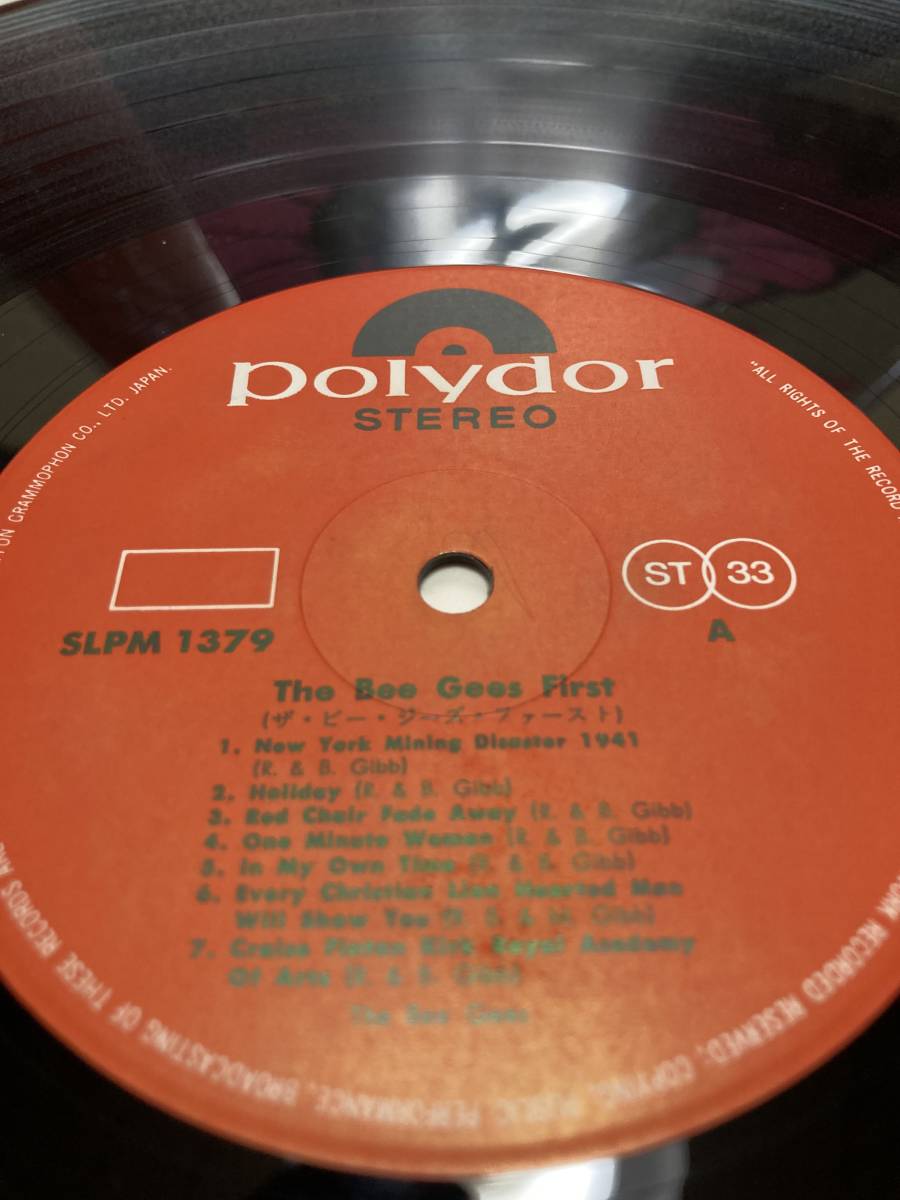 polydor
STEREO
TON GRAMMOPHON CO., LTD. JAPAN.
"ALL RIGHTS OF THE RECORD
ST 33
SLPM 1379
A
The Bee Gees First
(ザ・ビー・ジーズ・ファースト)
1. New York Mining Disaster 1941
(R. & B. Gibb)
2. Holiday (R. & B. Gibb)
3. Red Chair Fade Away (R. & B. Gibb)
4. One Minute Woman (R. & B. Gibb)
5. In My Own Time (R. & B. Gibb)
6. Every Christian Lion Hearted Man
Will Show You (R. B. & M. Gibb)
7. Craise Finton Kirk Royal Academy
Of Arts (R. & B. Gibb)
The Bee Gees
WORK RECORDED RESERVED. COPYING, PUBLIC PERFORMANCE, BROADCASTING OF THESE RECORDS